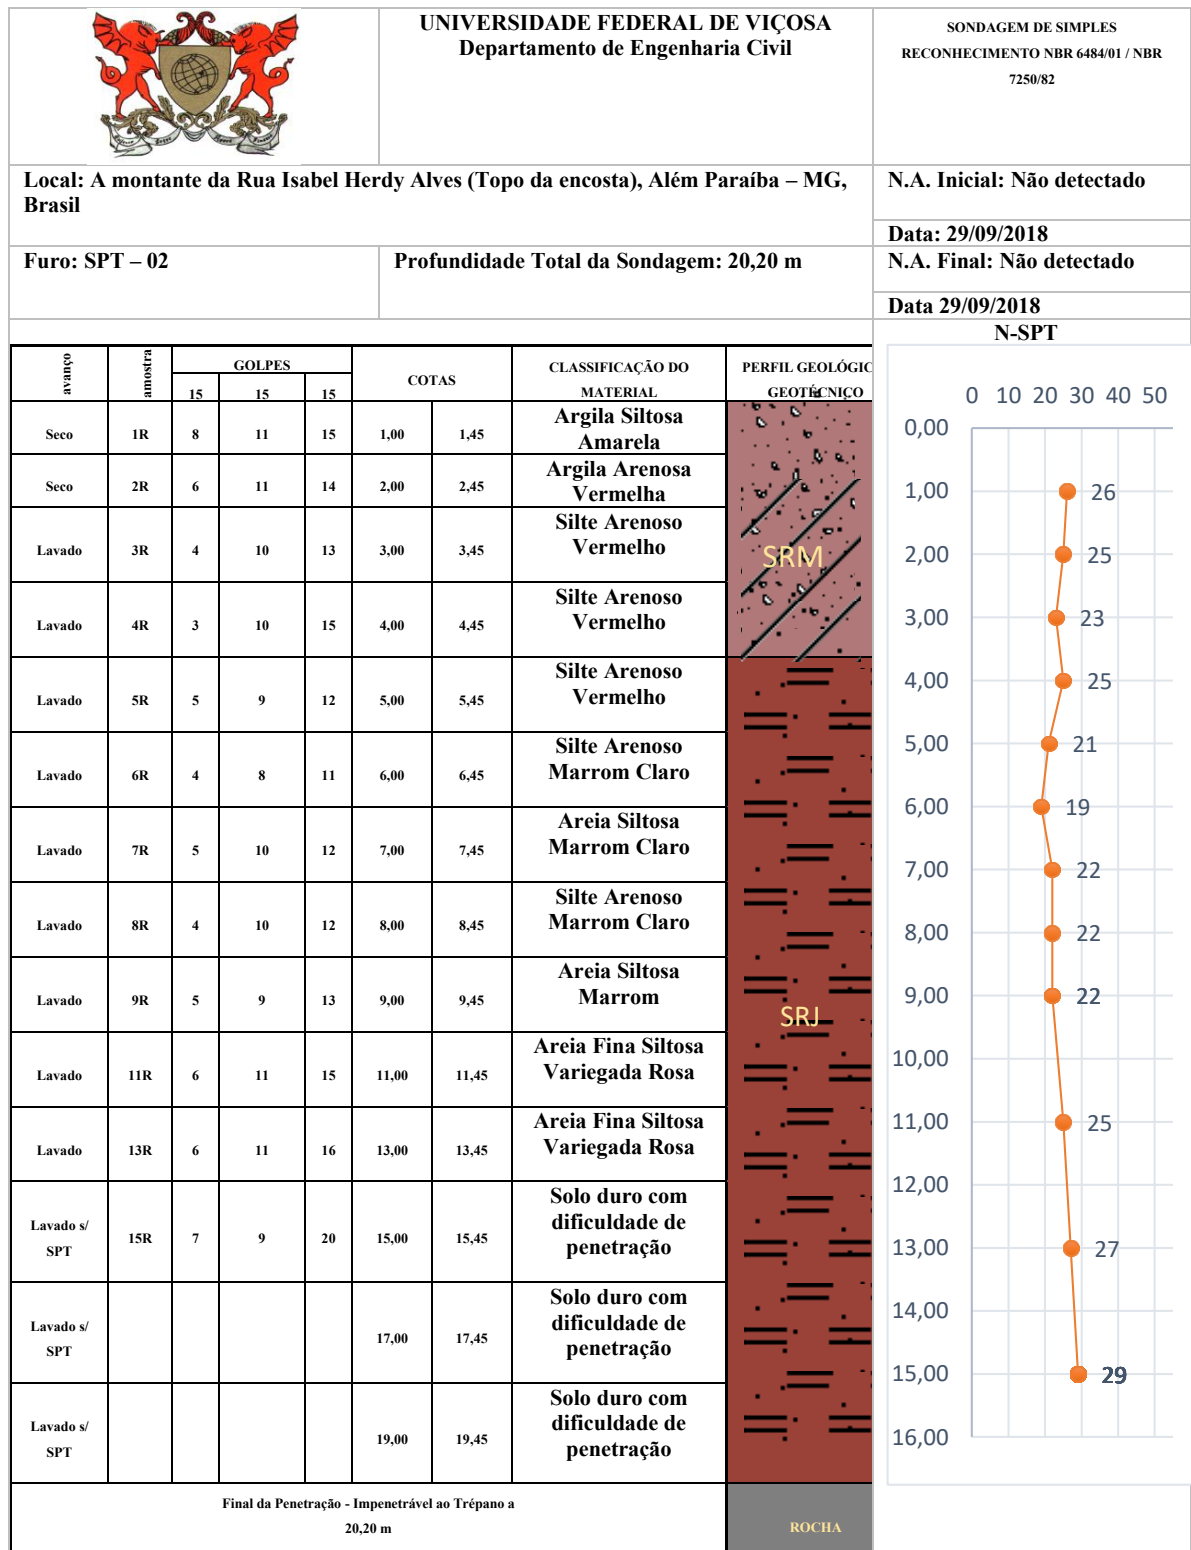 UNIVERSIDADE FEDERAL DE VIÇOSA
Departamento de Engenharia Civil
SONDAGEM DE SIMPLES
RECONHECIMENTO NBR 6484/01 / NBR
7250/82
Local: A montante da Rua Isabel Herdy Alves (Topo da encosta), Além Paraíba – MG,
Brasil
N.A. Inicial: Não detectado
Data: 29/09/2018
Furo: SPT – 02
Profundidade Total da Sondagem: 20,20 m
N.A. Final: Não detectado
Data 29/09/2018
avanço amostra GOLPES COTAS CLASSIFICAÇÃO DO PERFIL GEOLÓGIC
15 15 15 MATERIAL GEOTÉCNIÇO
Seco 1R 8 11 15 1,00 1,45 Argila Siltosa
Amarela
Seco 2R 6 11 14 2,00 2,45 Argila Arenosa
Vermelha
Lavado 3R 4 10 13 3,00 3,45 Silte Arenoso
Vermelho
SRM
Lavado 4R 3 10 15 4,00 4,45 Silte Arenoso
Vermelho
Lavado 5R 5 9 12 5,00 5,45 Silte Arenoso
Vermelho
Lavado 6R 4 8 11 6,00 6,45 Silte Arenoso
Marrom Claro
Lavado 7R 5 10 12 7,00 7,45 Areia Siltosa
Marrom Claro
Lavado 8R 4 10 12 8,00 8,45 Silte Arenoso
Marrom Claro
Lavado 9R 5 9 13 9,00 9,45 Areia Siltosa
Marrom
SRJ
Lavado 11R 6 11 15 11,00 11,45 Areia Fina Siltosa
Variegada Rosa
Lavado 13R 6 11 16 13,00 13,45 Areia Fina Siltosa
Variegada Rosa
Lavado s/
SPT 15R 7 9 20 15,00 15,45 Solo duro com
dificuldade de
penetração
Lavado s/
SPT 17,00 17,45 Solo duro com
dificuldade de
penetração
Lavado s/
SPT 19,00 19,45 Solo duro com
dificuldade de
penetração
Final da Penetração - Impenetrável ao Trépano a
20,20 m
ROCHA
N-SPT
0 10 20 30 40 50
0,00
1,00 26
2,00 25
3,00 23
4,00 25
5,00 21
6,00 19
7,00 22
8,00 22
9,00 22
10,00
11,00 25
12,00
13,00 27
14,00
15,00 29
16,00